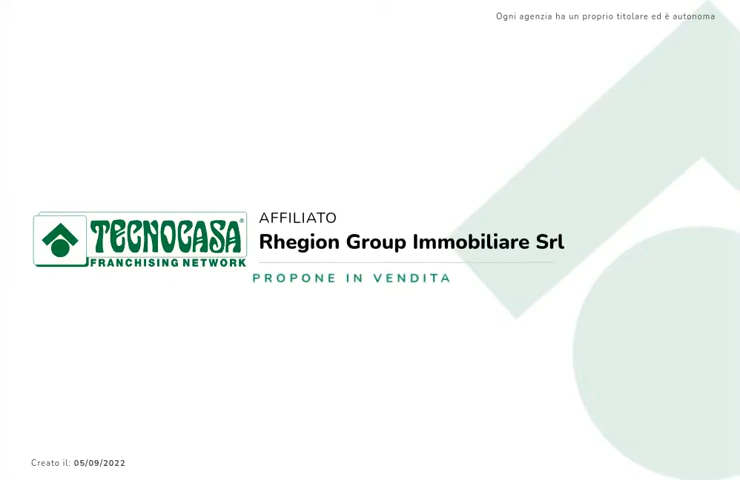 Ogni agenzia ha un proprio titolare ed è autonoma
AFFILIATO
TECNOCASA®
Rhegion Group Immobiliare Srl
FRANCHISING NETWORK
PROPONE IN VENDITA
Creato il: 05/09/2022